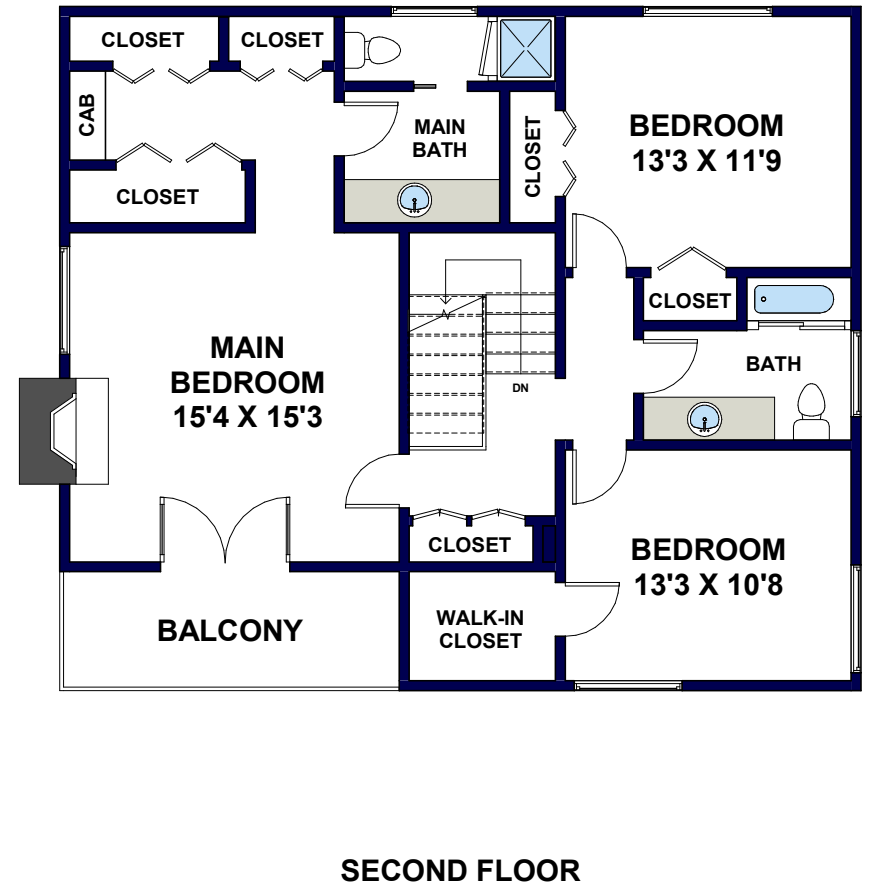 CLOSET
CLOSET
CAB
MAIN
BATH
CLOSET
BEDROOM
13'3 X 11'9
CLOSET
CLOSET
MAIN
BEDROOM
15'4 X 15'3
BATH
DN
CLOSET
BEDROOM
13'3 X 10'8
BALCONY
WALK-IN
CLOSET
SECOND FLOOR